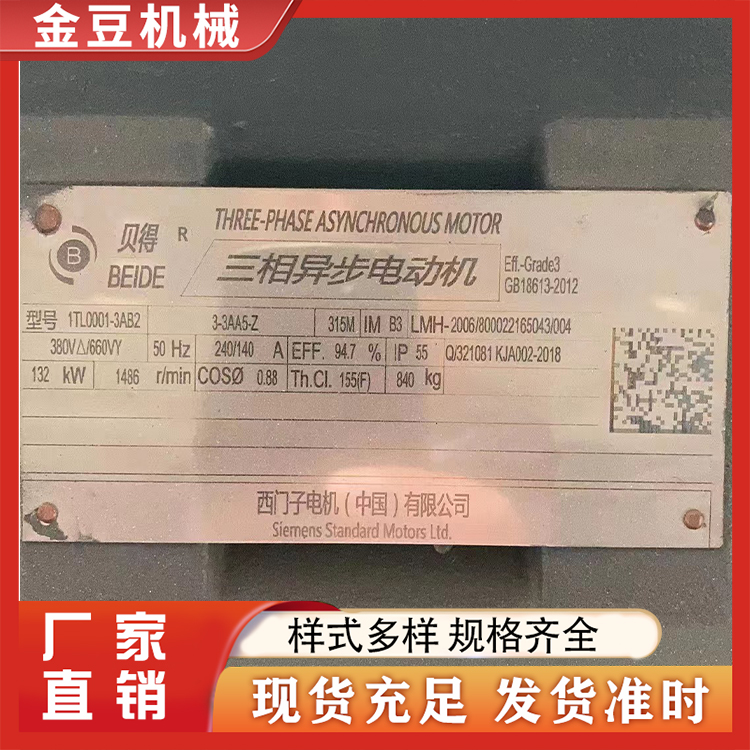 金豆机械
贝得 R THREE-PHASE ASYNCHRONOUS MOTOR
B BEIDE 三相异步电动机 Eff.-Grade3
GB18613-2012
型号 1TL0001-3AB2 3-3AA5-Z 315M IM B3 LMH-2006/800022165043/004
380V△/660VY 50 Hz 240/140 A EFF. 94.7 % IP 55 Q/321081 KJA002-2018
132 kW 1486 r/min COSØ 0.88 Th.Cl. 155(F) 840 kg
西门子电机（中国）有限公司
Siemens Standard Motors Ltd.
厂家
直销
样式多样 规格齐全
现货充足 发货准时